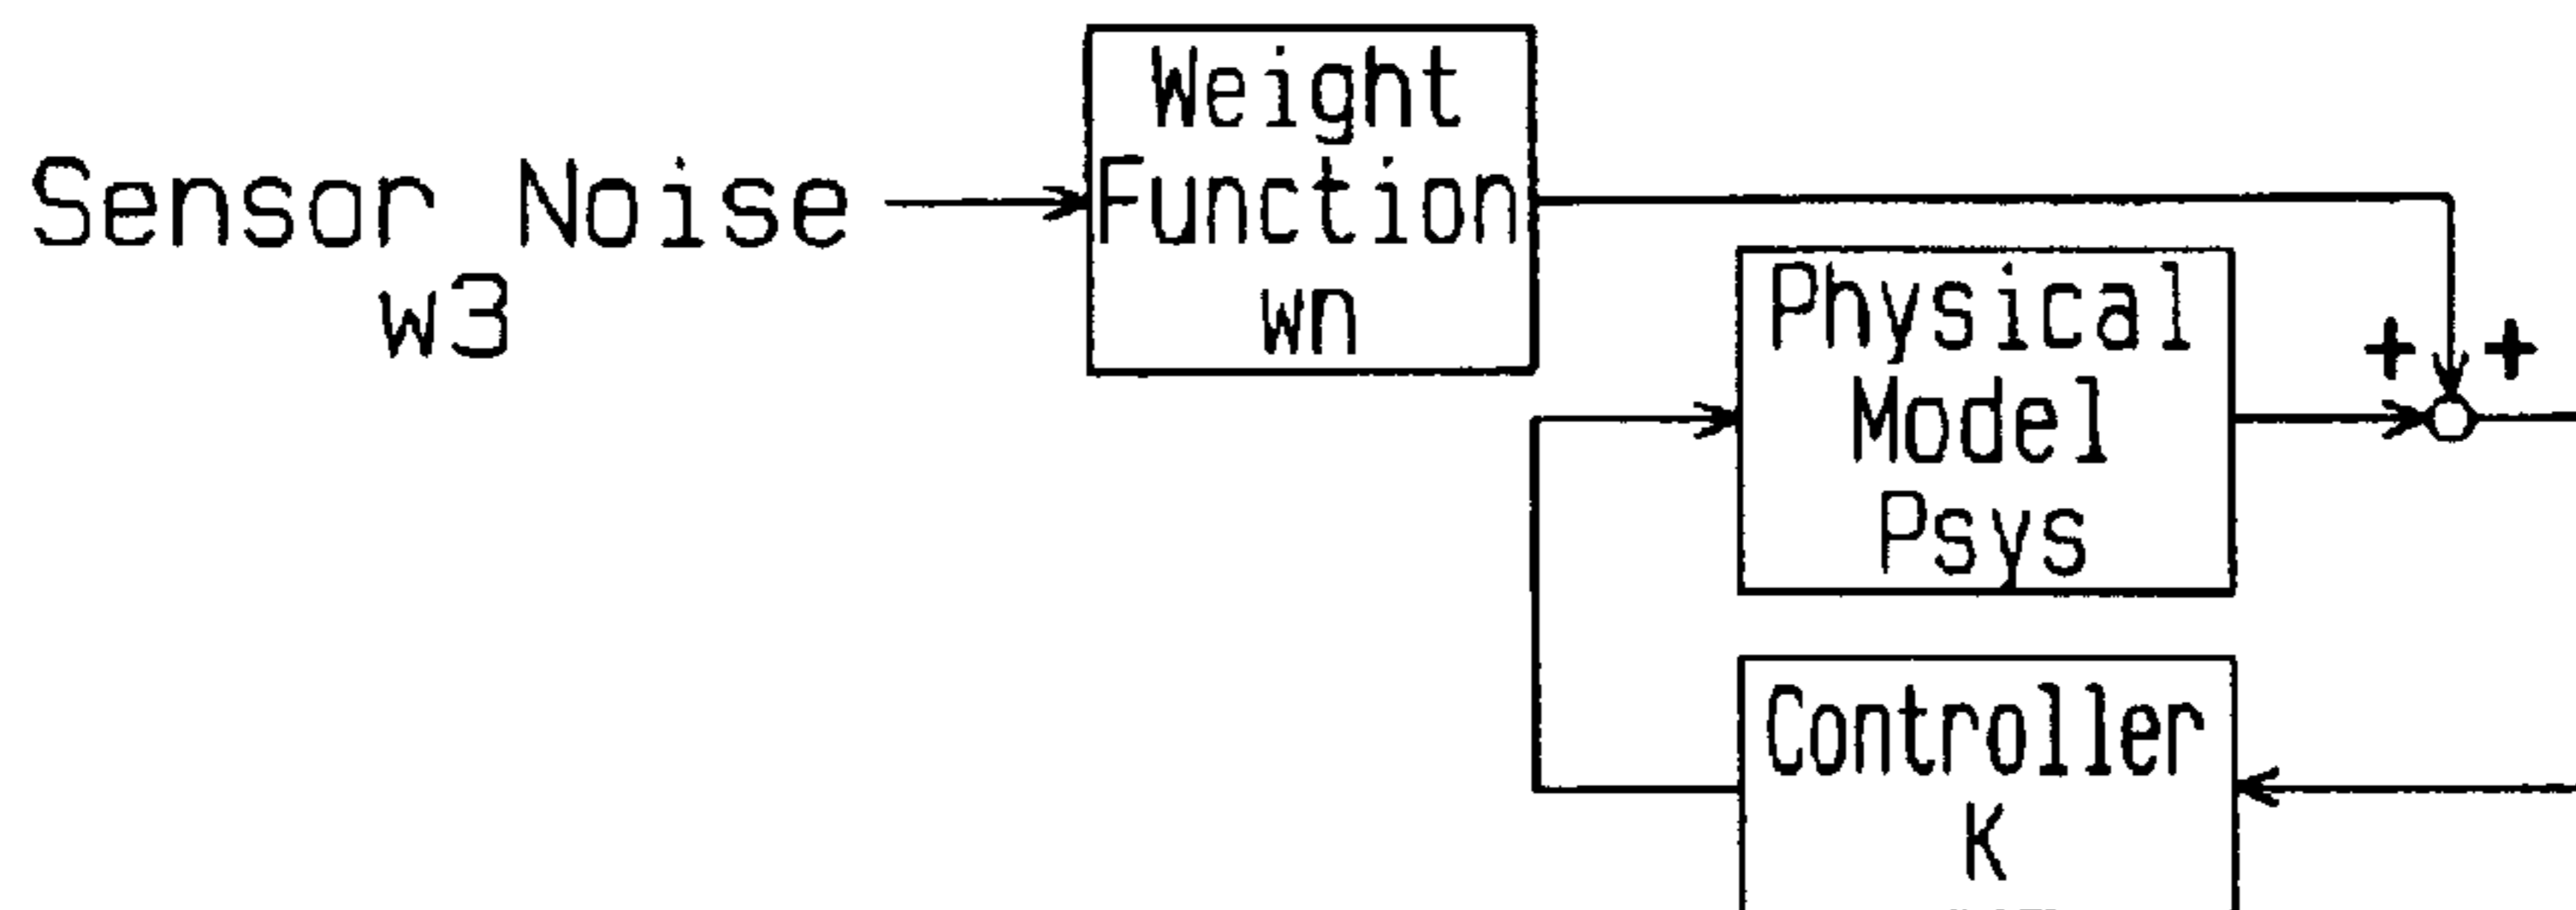 Weight
Function
wn
Sensor Noise
w3
Physical
Model
Psys
+ +
Controller
K